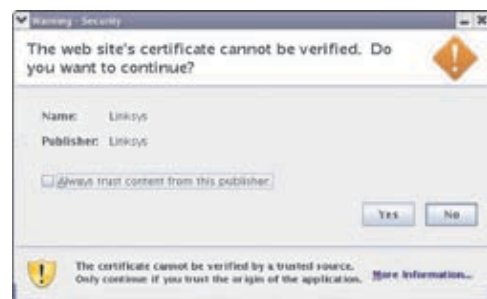 Warning - Security
The web site's certificate cannot be verified. Do
you want to continue?
Name: Linksys
Publisher: Linksys
Always trust content from this publisher.
Yes No
The certificate cannot be verified by a trusted source.
Only continue if you trust the origin of the application.
More Information...